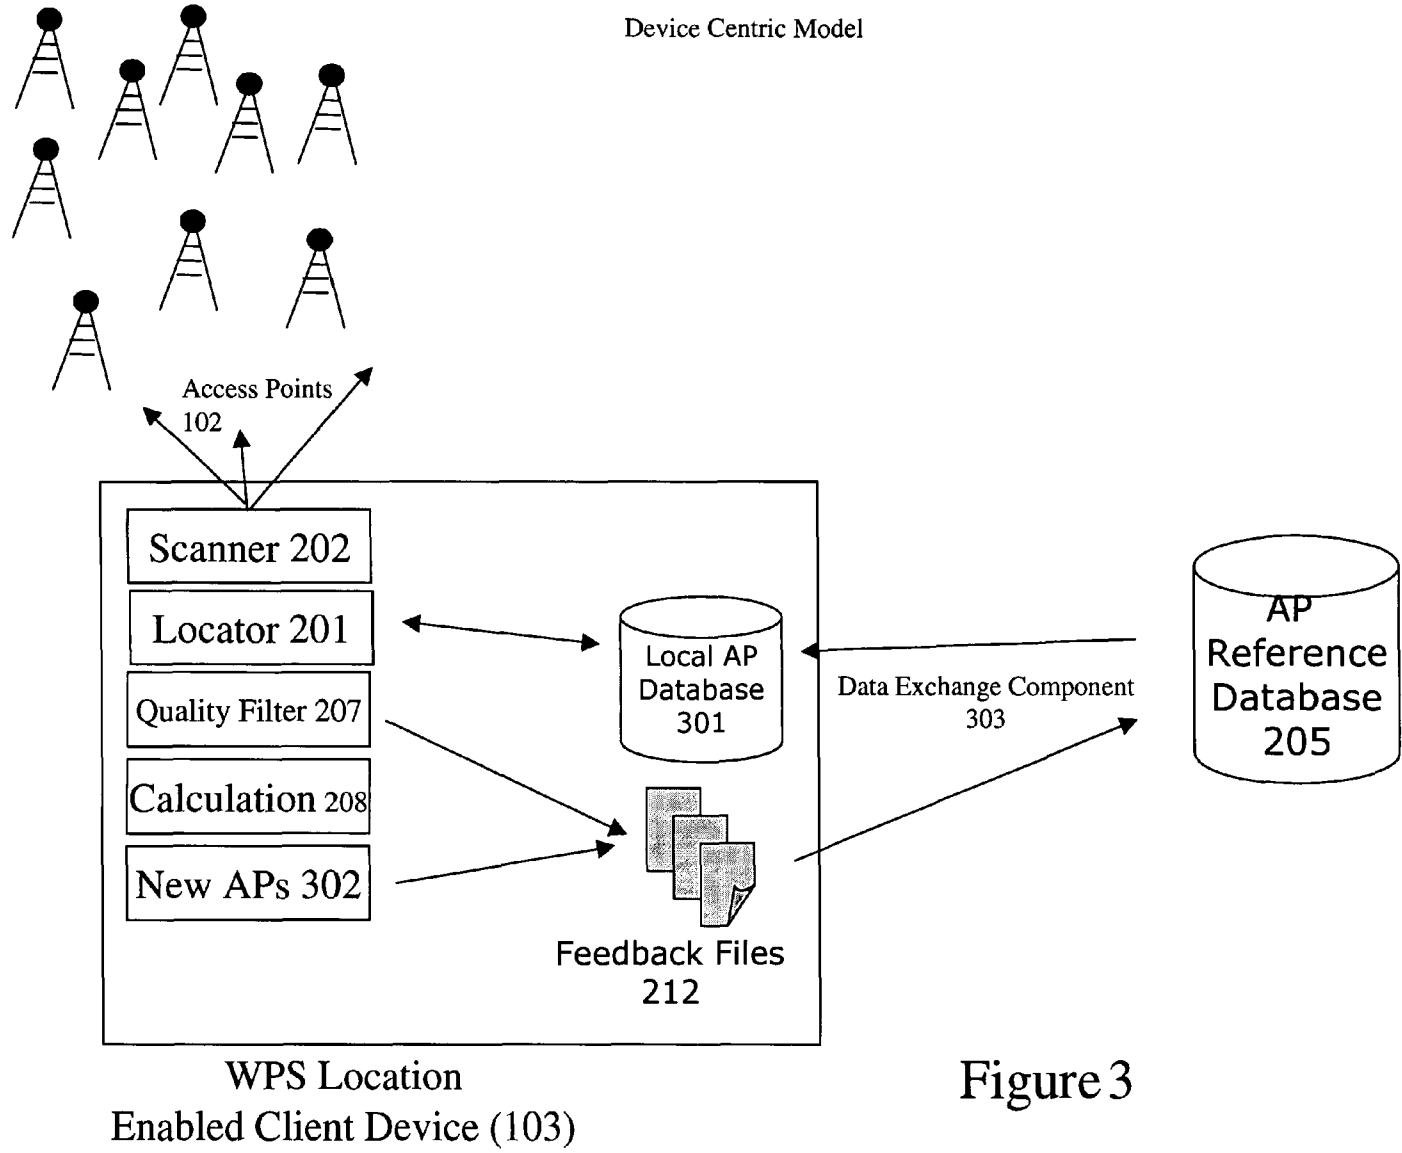 Device Centric Model
Access Points
102
Scanner 202
Locator 201
Quality Filter 207
Calculation 208
New APs 302
Local AP
Database
301
Feedback Files
212
Data Exchange Component
303
AP
Reference
Database
205
WPS Location
Enabled Client Device (103)
Figure 3